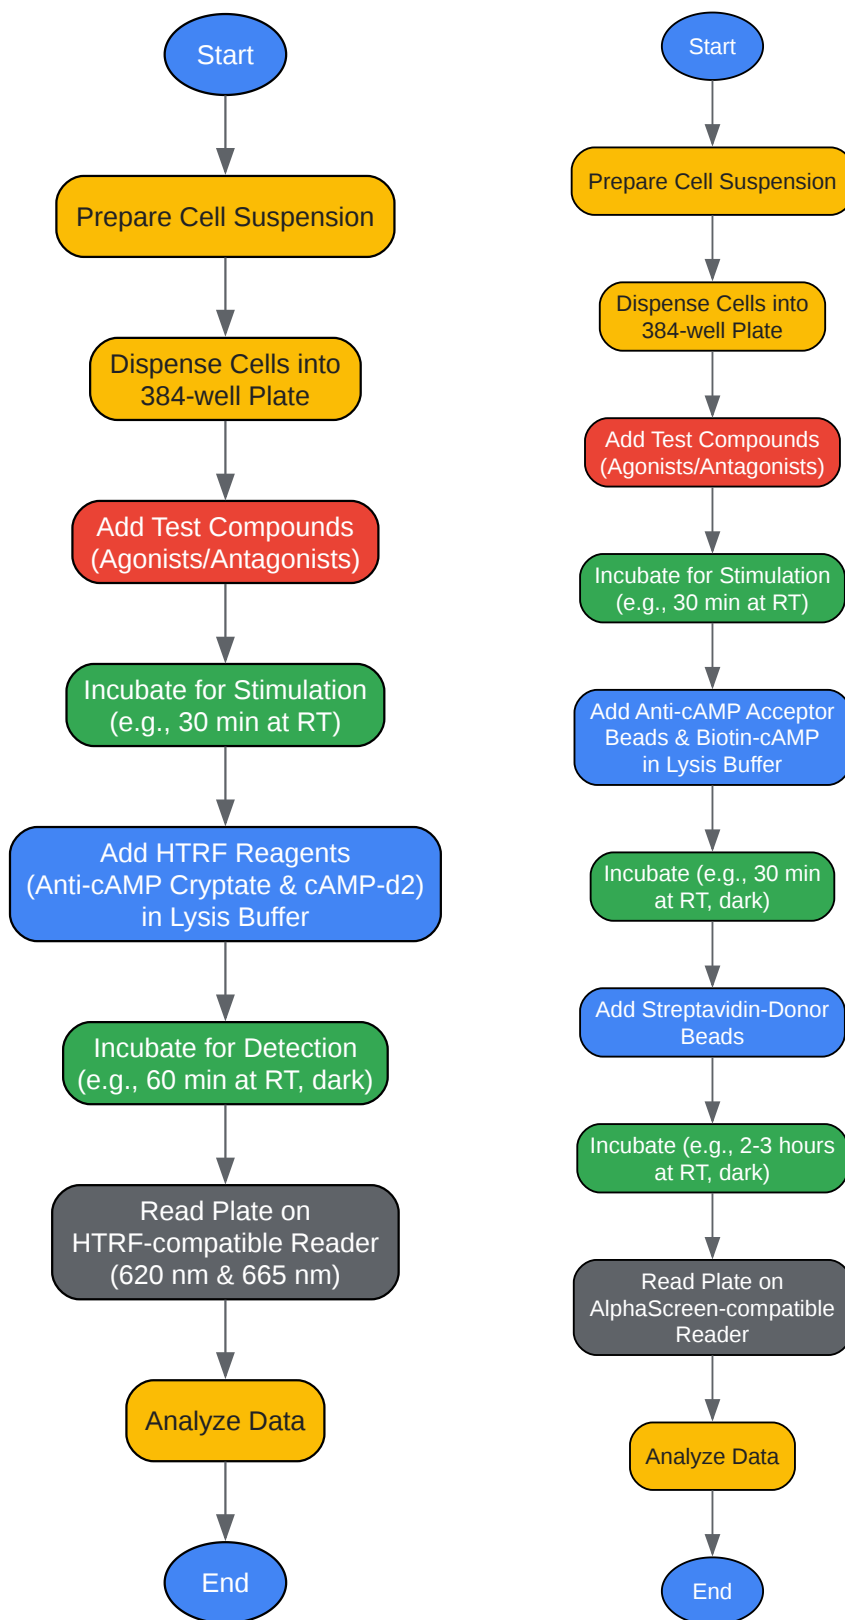 Start
Prepare Cell Suspension
Dispense Cells into
384-well Plate
Add Test Compounds
(Agonists/Antagonists)
Incubate for Stimulation
(e.g., 30 min at RT)
Add HTRF Reagents
(Anti-cAMP Cryptate & cAMP-d2)
in Lysis Buffer
Incubate for Detection
(e.g., 60 min at RT, dark)
Read Plate on
HTRF-compatible Reader
(620 nm & 665 nm)
Analyze Data
End
Start
Prepare Cell Suspension
Dispense Cells into
384-well Plate
Add Test Compounds
(Agonists/Antagonists)
Incubate for Stimulation
(e.g., 30 min at RT)
Add Anti-cAMP Acceptor
Beads & Biotin-cAMP
in Lysis Buffer
Incubate (e.g., 30 min
at RT, dark)
Add Streptavidin-Donor
Beads
Incubate (e.g., 2-3 hours
at RT, dark)
Read Plate on
AlphaScreen-compatible
Reader
Analyze Data
End